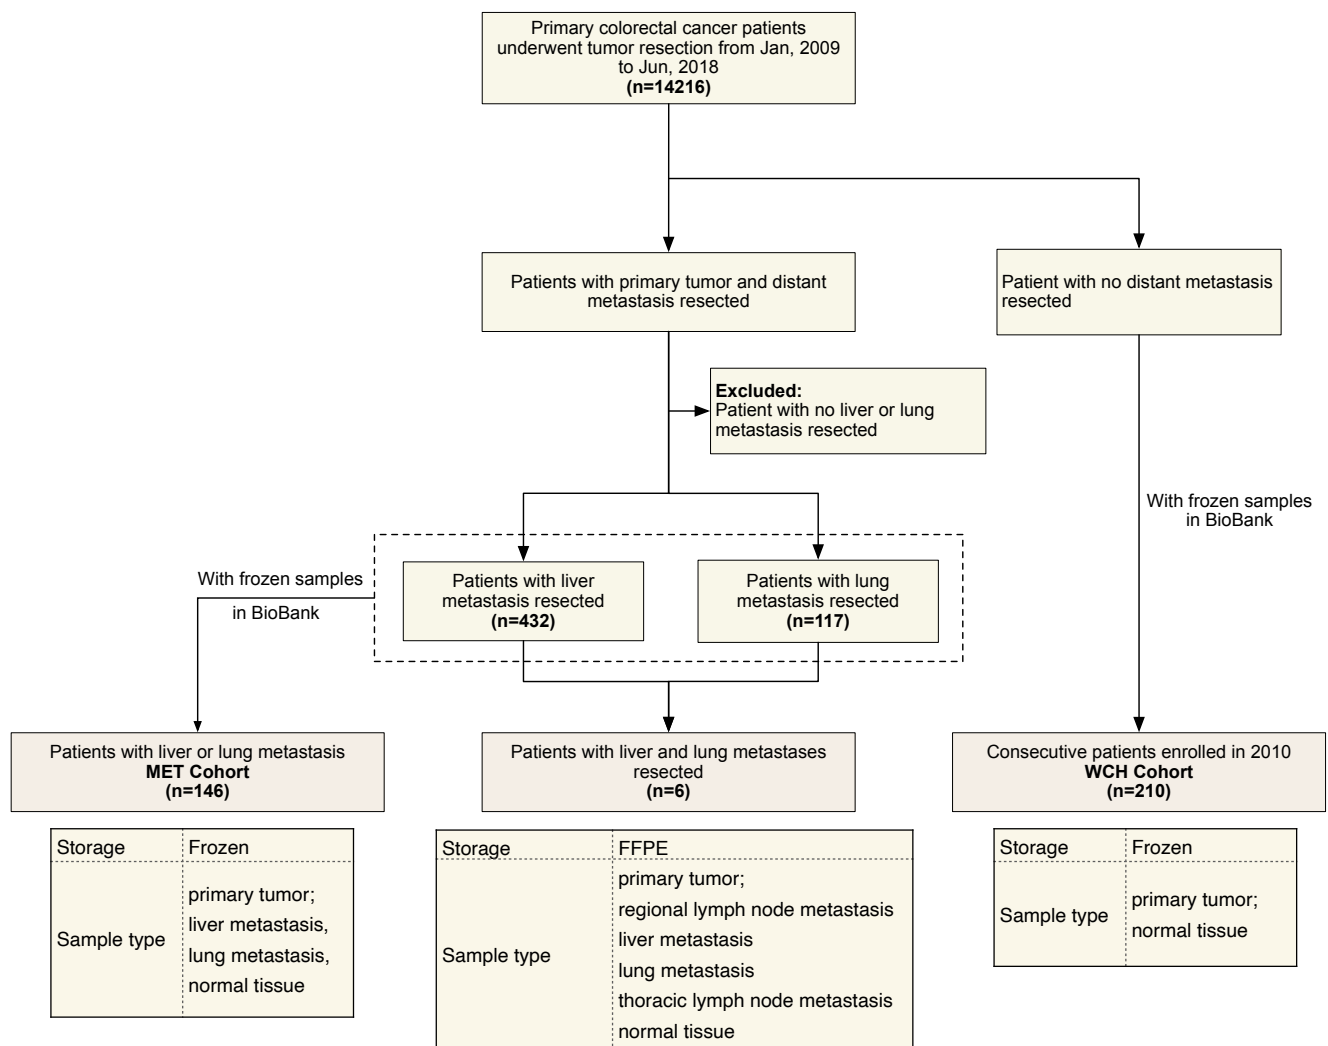 Primary colorectal cancer patients
underwent tumor resection from Jan, 2009
to Jun, 2018
(n=14216)
Patients with primary tumor and distant
metastasis resected
Patient with no distant metastasis
resected
Excluded:
Patient with no liver or lung
metastasis resected
With frozen samples
in BioBank
With frozen samples
in BioBank
Patients with liver
metastasis resected
(n=432)
Patients with lung
metastasis resected
(n=117)
Patients with liver or lung metastasis
MET Cohort
(n=146)
Patients with liver and lung metastases
resected
(n=6)
Consecutive patients enrolled in 2010
WCH Cohort
(n=210)
Storage Frozen
Sample type
primary tumor;
liver metastasis,
lung metastasis,
normal tissue
Storage FFPE
Sample type
primary tumor;
regional lymph node metastasis
liver metastasis
lung metastasis
thoracic lymph node metastasis
normal tissue
Storage Frozen
Sample type
primary tumor;
normal tissue